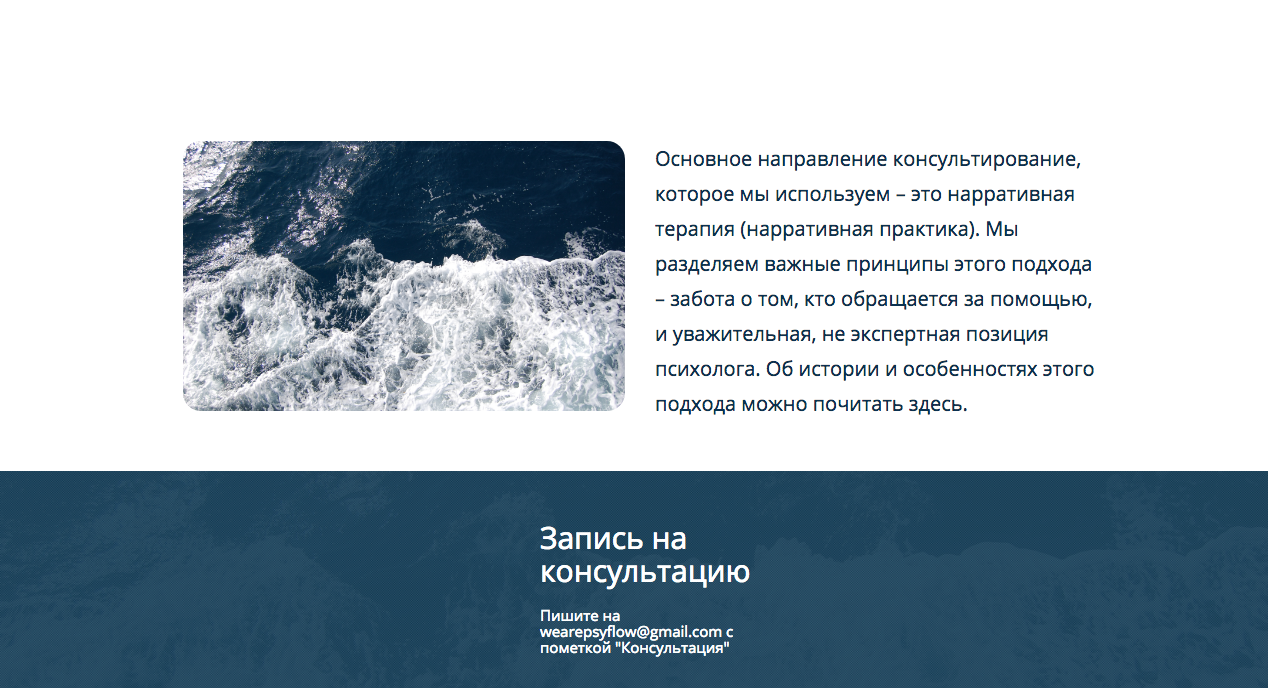 Основное направление консультирование,
которое мы используем – это нарративная
терапия (нарративная практика). Мы
разделяем важные принципы этого подхода
– забота о том, кто обращается за помощью,
и уважительная, не экспертная позиция
психолога. Об истории и особенностях этого
подхода можно почитать здесь.
Запись на
консультацию
Пишите на
wearepsyflow@gmail.com с
пометкой "Консультация"